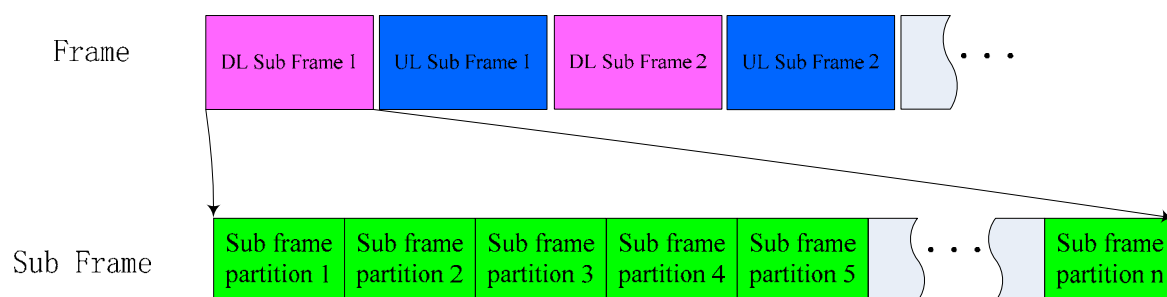 Frame
DL Sub Frame 1
UL Sub Frame 1
DL Sub Frame 2
UL Sub Frame 2
. . .
Sub Frame
Sub frame
partition 1
Sub frame
partition 2
Sub frame
partition 3
Sub frame
partition 4
Sub frame
partition 5
. . .
Sub frame
partition n